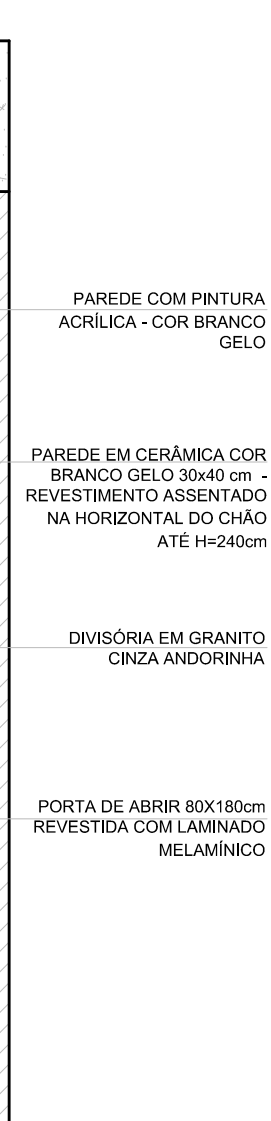 PAREDE COM PINTURA
ACRÍLICA - COR BRANCO
GELO
PAREDE EM CERÂMICA COR
BRANCO GELO 30x40 cm -
REVESTIMENTO ASSENTADO
NA HORIZONTAL DO CHÃO
ATÉ H=240cm
DIVISÓRIA EM GRANITO
CINZA ANDORINHA
PORTA DE ABRIR 80X180cm
REVESTIDA COM LAMINADO
MELAMÍNICO